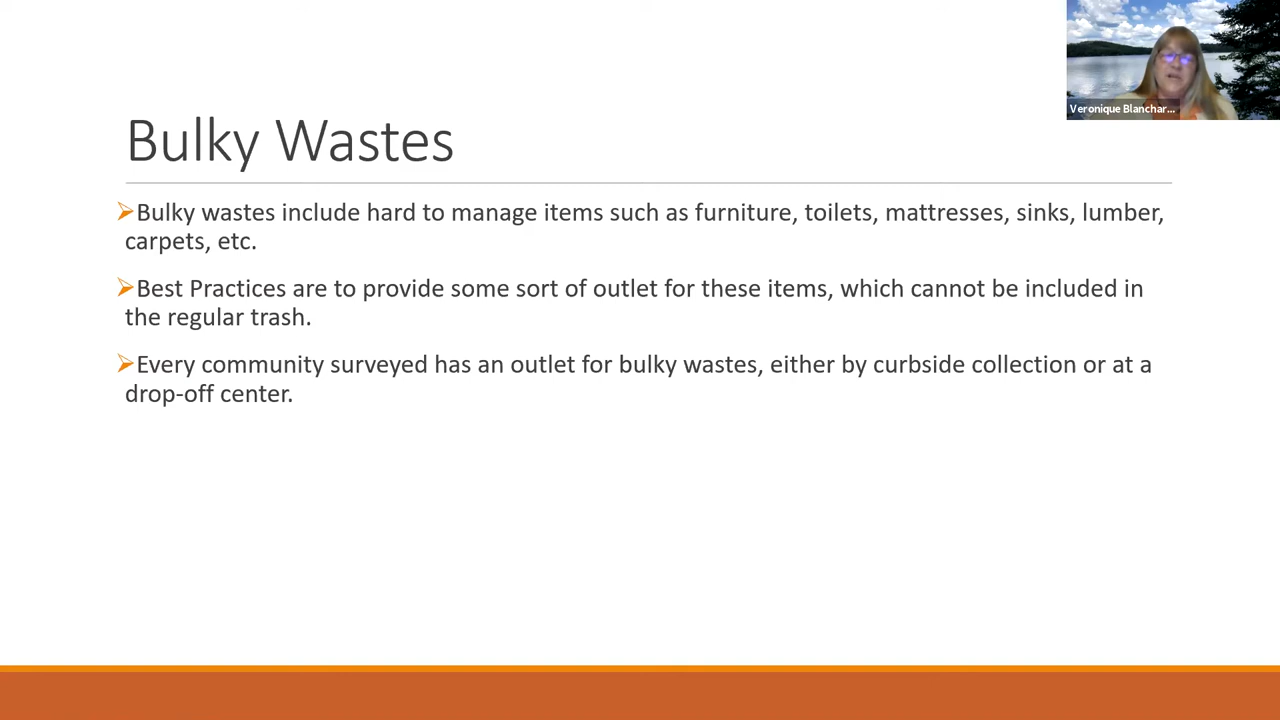 Veronique Blanchar...
Bulky Wastes
Bulky wastes include hard to manage items such as furniture, toilets, mattresses, sinks, lumber,
carpets, etc.
Best Practices are to provide some sort of outlet for these items, which cannot be included in
the regular trash.
Every community surveyed has an outlet for bulky wastes, either by curbside collection or at a
drop-off center.